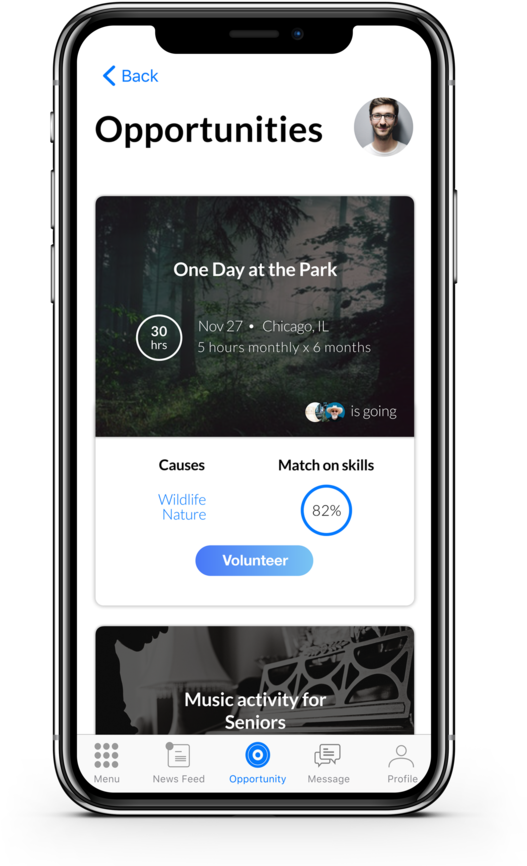 Back
Opportunities
One Day at the Park
30
hrs
Nov 27 • Chicago, IL
5 hours monthly x 6 months
is going
Causes
Match on skills
Wildlife
Nature
82%
Volunteer
Music activity for
Seniors
Menu
News Feed
Opportunity
Message
Profile